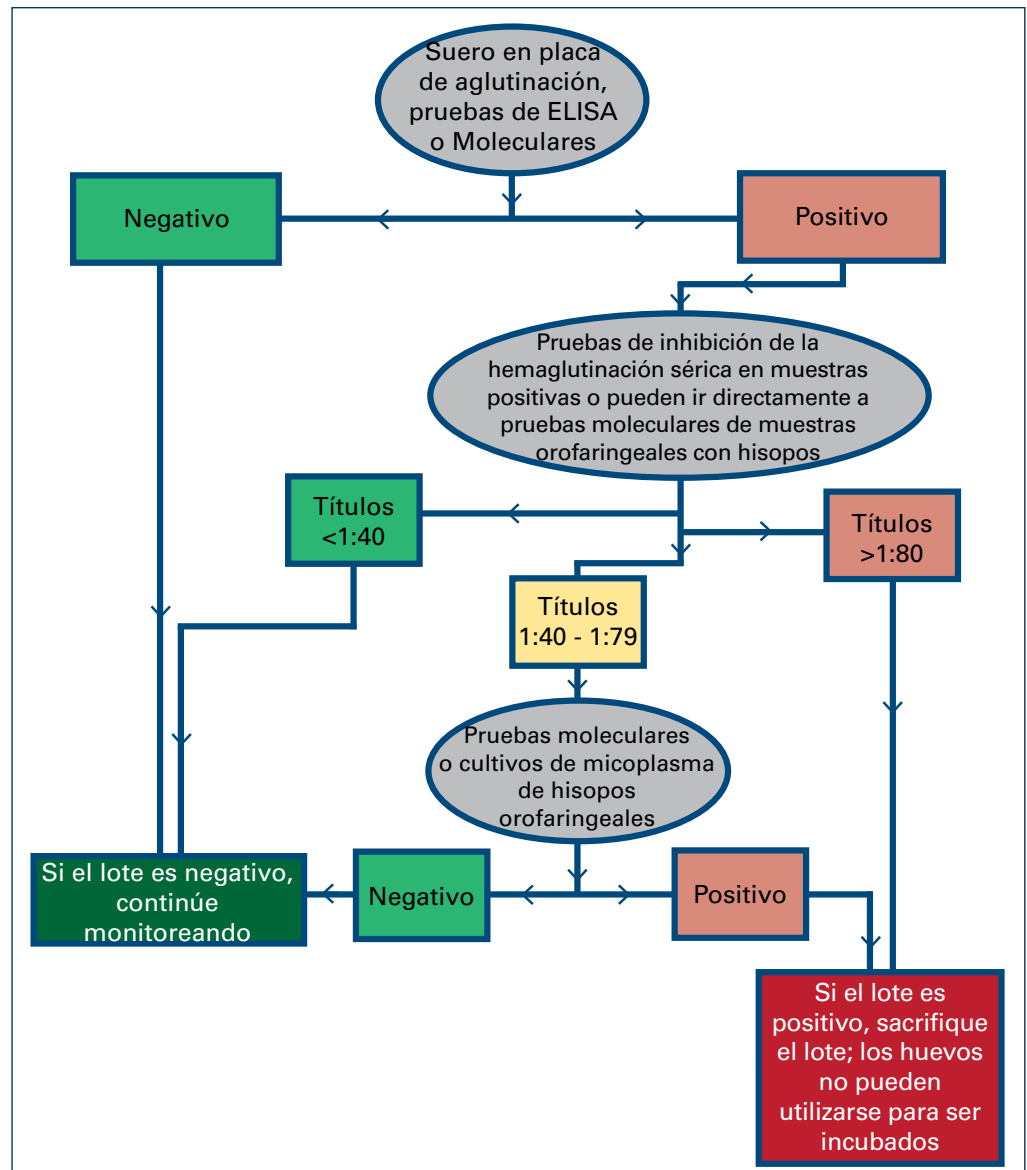 Suero en placa
de aglutinación,
pruebas de ELISA
o Moleculares
Negativo
Positivo
Pruebas de inhibición de la
hemaglutinación sérica en muestras
positivas o pueden ir directamente a
pruebas moleculares de muestras
orofaringeales con hisopos
Títulos
<1:40
Títulos
>1:80
Títulos
1:40 - 1:79
Pruebas moleculares
o cultivos de micoplasma
de hisopos
orofaringeales
Si el lote es negativo,
continúe
monitoreando
Negativo
Positivo
Si el lote es
positivo, sacrifique
el lote; los huevos
no pueden
utilizarse para ser
incubados